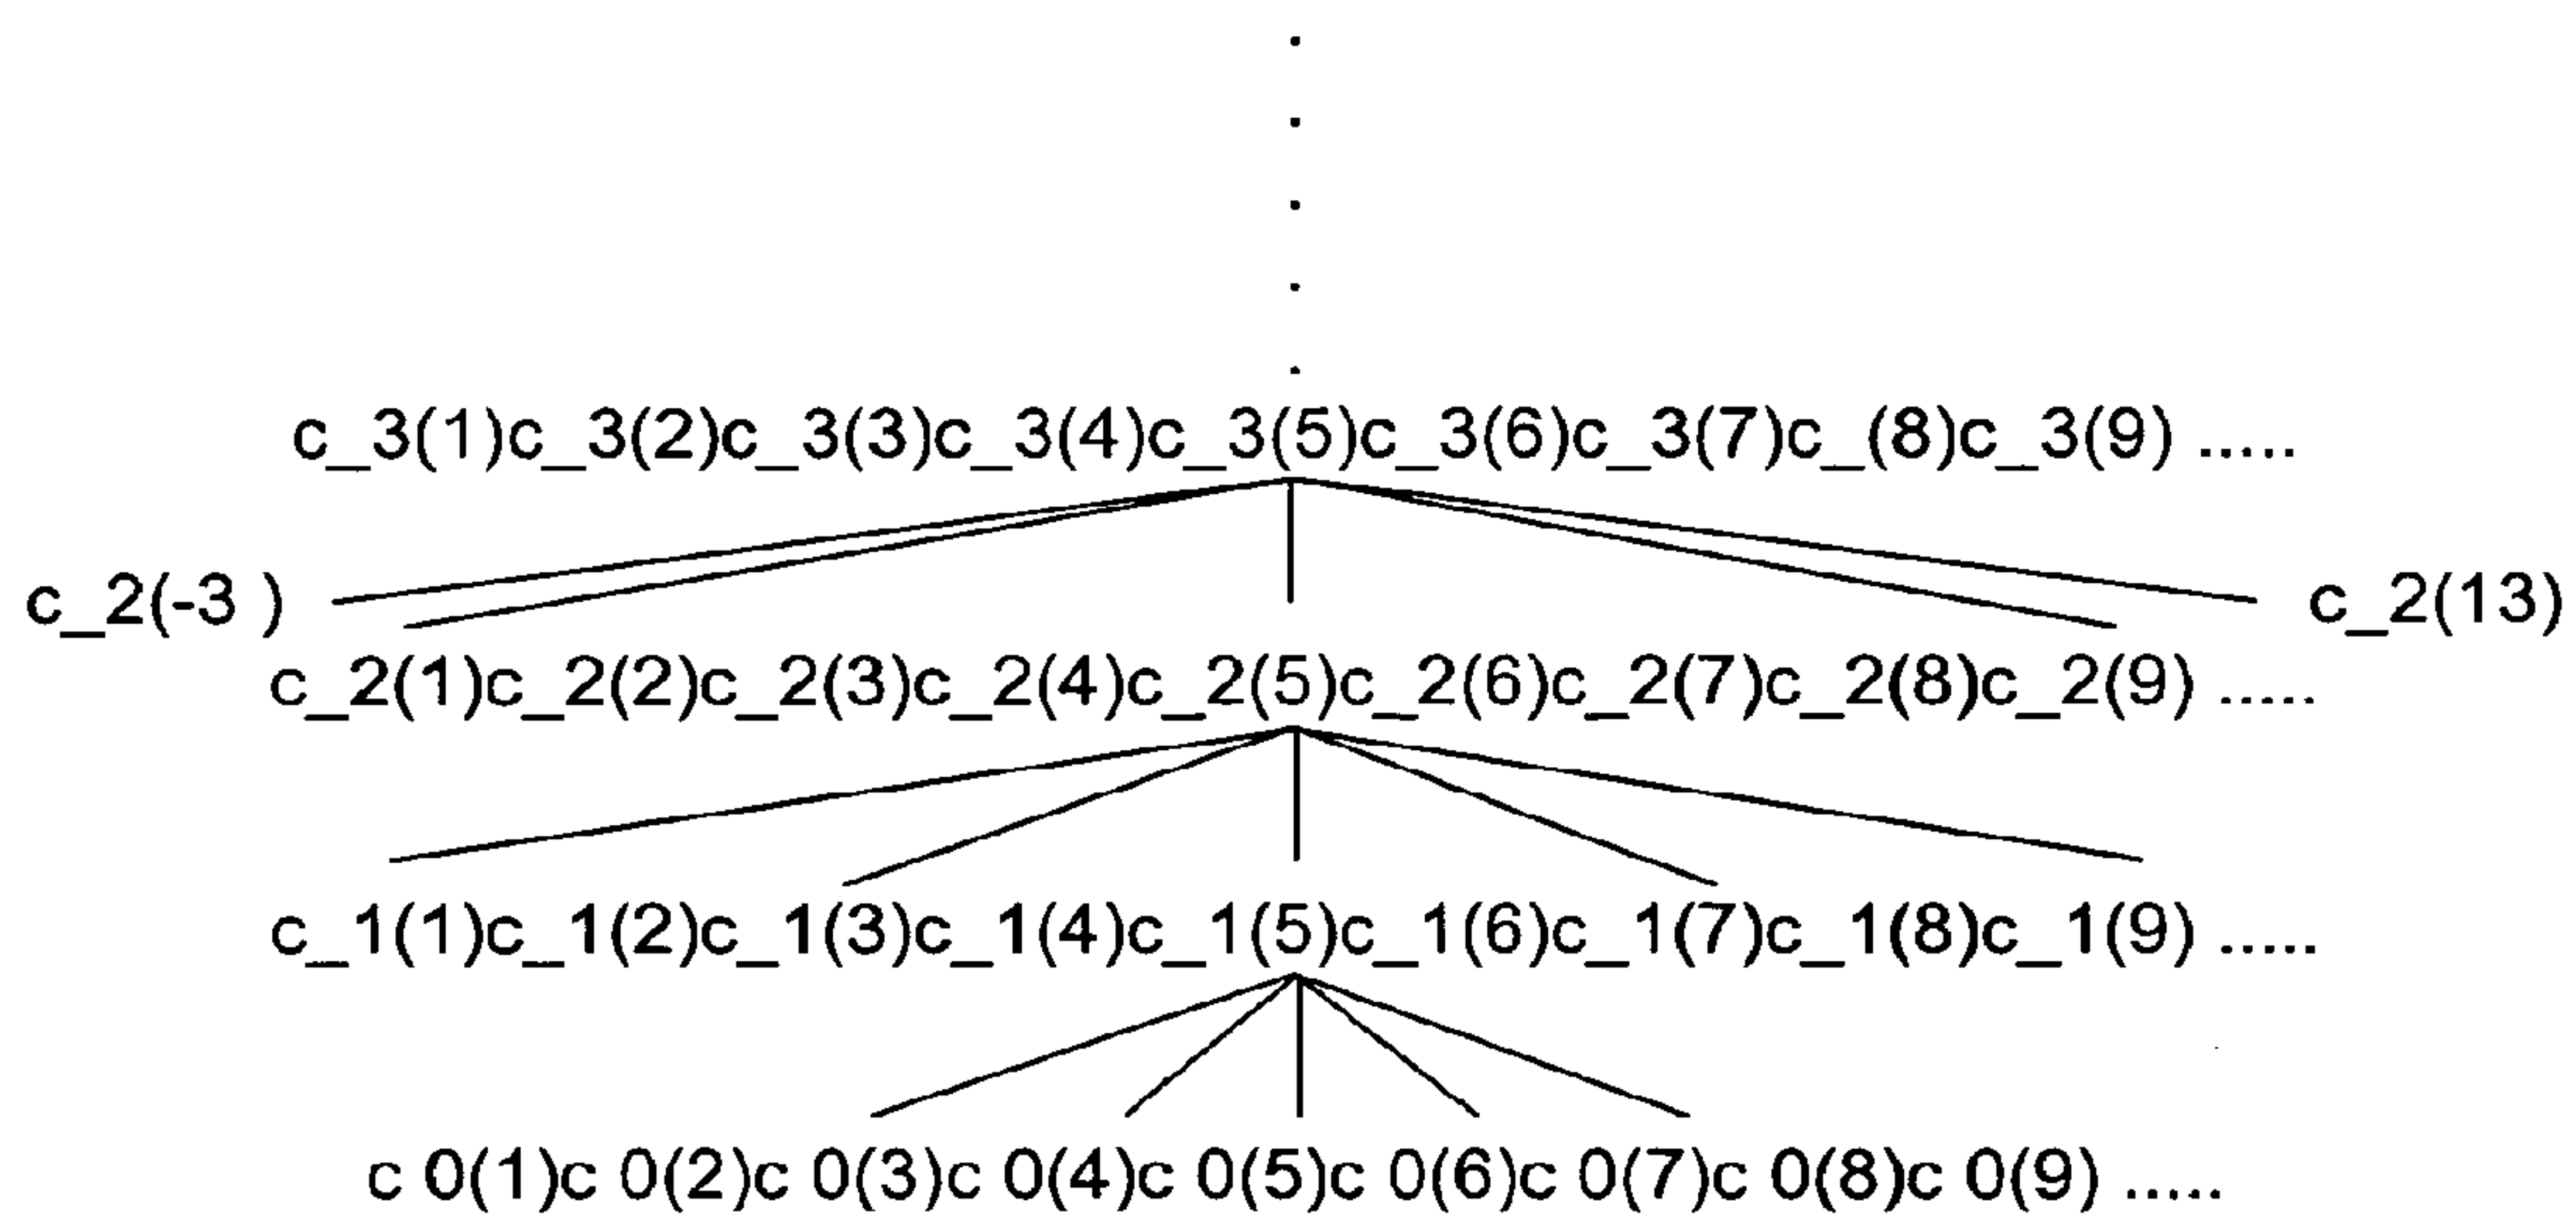 c_3(1)c_3(2)c_3(3)c_3(4)c_3(5)c_3(6)c_3(7)c_(8)c_3(9) .....
c_2(-3 ) c_2(13)
c_2(1)c_2(2)c_2(3)c_2(4)c_2(5)c_2(6)c_2(7)c_2(8)c_2(9) .....
c_1(1)c_1(2)c_1(3)c_1(4)c_1(5)c_1(6)c_1(7)c_1(8)c_1(9) .....
c 0(1)c 0(2)c 0(3)c 0(4)c 0(5)c 0(6)c 0(7)c 0(8)c 0(9) .....